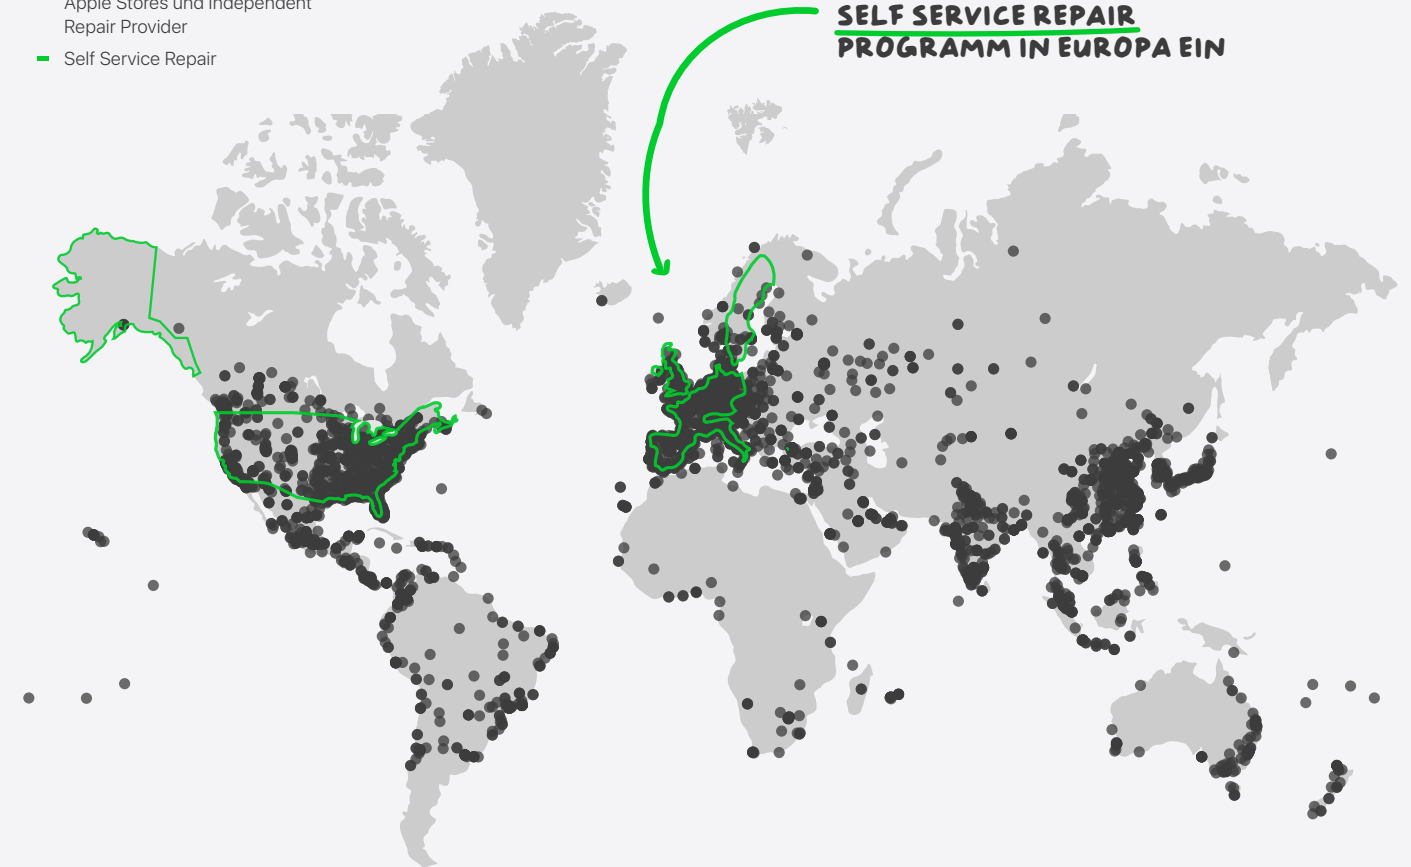 Apple Stores und Independent
Repair Provider
Self Service Repair
SELF SERVICE REPAIR
PROGRAMM IN EUROPA EIN